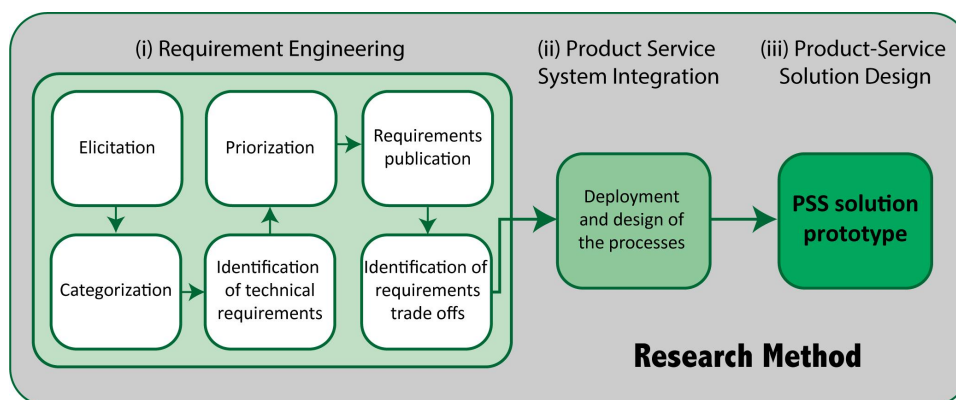 (i) Requirement Engineering
(ii) Product Service
System Integration
(iii) Product-Service
Solution Design
Elicitation
Priorization
Requirements
publication
Categorization
Identification
of technical
requirements
Identification of
requirements
trade offs
Deployment
and design of
the processes
PSS solution
prototype
Research Method